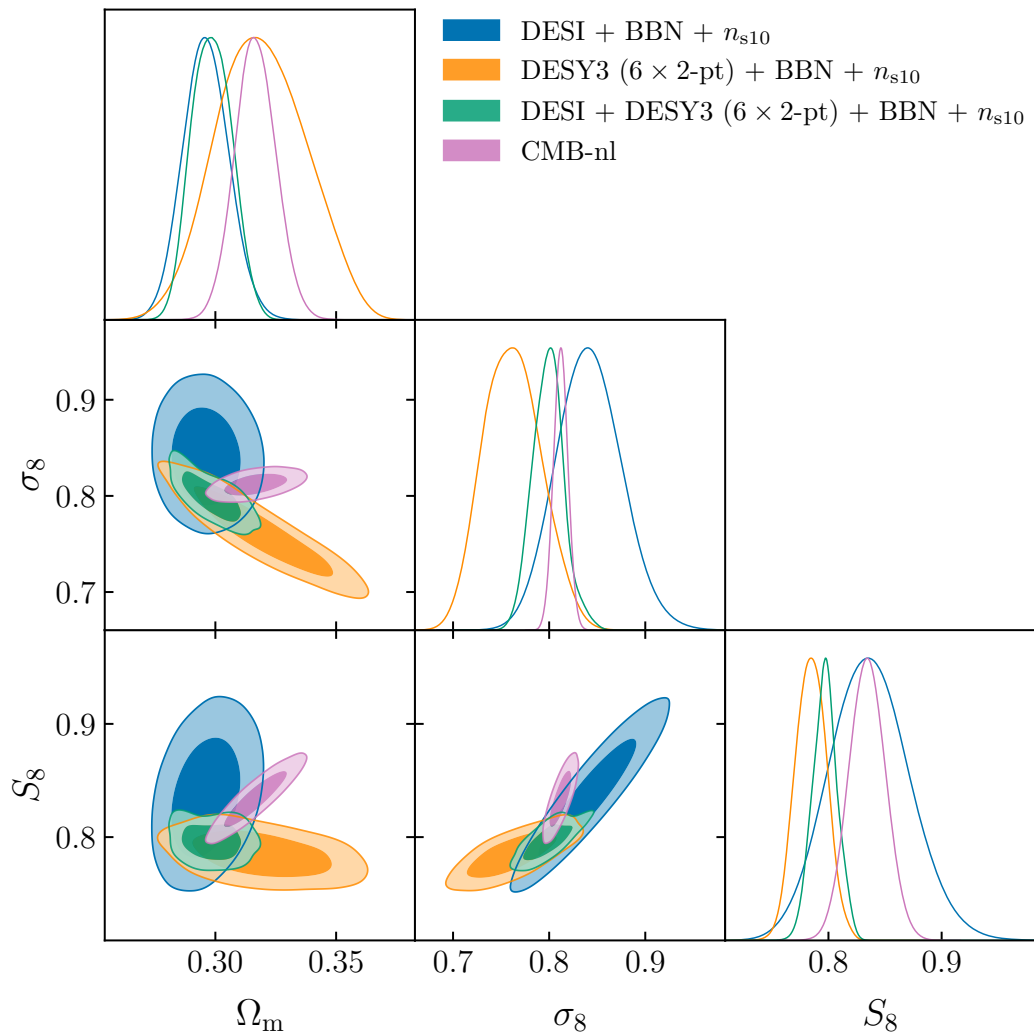 DESI + BBN + n_s10
DESY3 (6 × 2-pt) + BBN + n_s10
DESI + DESY3 (6 × 2-pt) + BBN + n_s10
CMB-nl
0.9
0.8
0.7
σ_8
0.9
0.8
S_8
0.30 0.35
0.7 0.8 0.9
0.8 0.9
Ω_m
σ_8
S_8